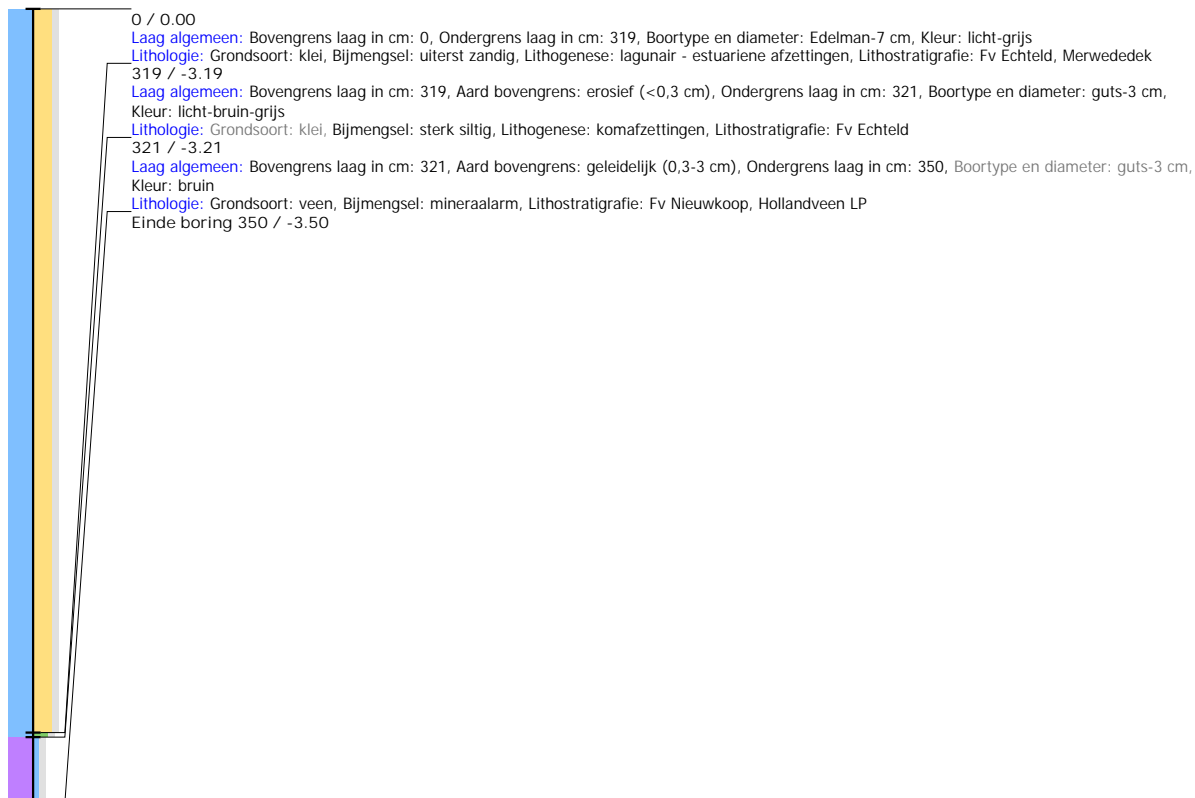 0 / 0.00
Laag algemeen: Bovengrens laag in cm: 0, Ondergrens laag in cm: 319, Boortype en diameter: Edelman-7 cm, Kleur: licht-grijs
Lithologie: Grondsoort: klei, Bijmengsel: uiterst zandig, Lithogenese: lagunair - estuariene afzettingen, Lithostratigrafie: Fv Echteld, Merwededek
319 / -3.19
Laag algemeen: Bovengrens laag in cm: 319, Aard bovengrens: erosief (<0,3 cm), Ondergrens laag in cm: 321, Boortype en diameter: guts-3 cm,
Kleur: licht-bruin-grijs
Lithologie: Grondsoort: klei, Bijmengsel: sterk siltig, Lithogenese: komafzettingen, Lithostratigrafie: Fv Echteld
321 / -3.21
Laag algemeen: Bovengrens laag in cm: 321, Aard bovengrens: geleidelijk (0,3-3 cm), Ondergrens laag in cm: 350, Boortype en diameter: guts-3 cm,
Kleur: bruin
Lithologie: Grondsoort: veen, Bijmengsel: mineraalarm, Lithostratigrafie: Fv Nieuwkoop, Hollandveen LP
Einde boring 350 / -3.50